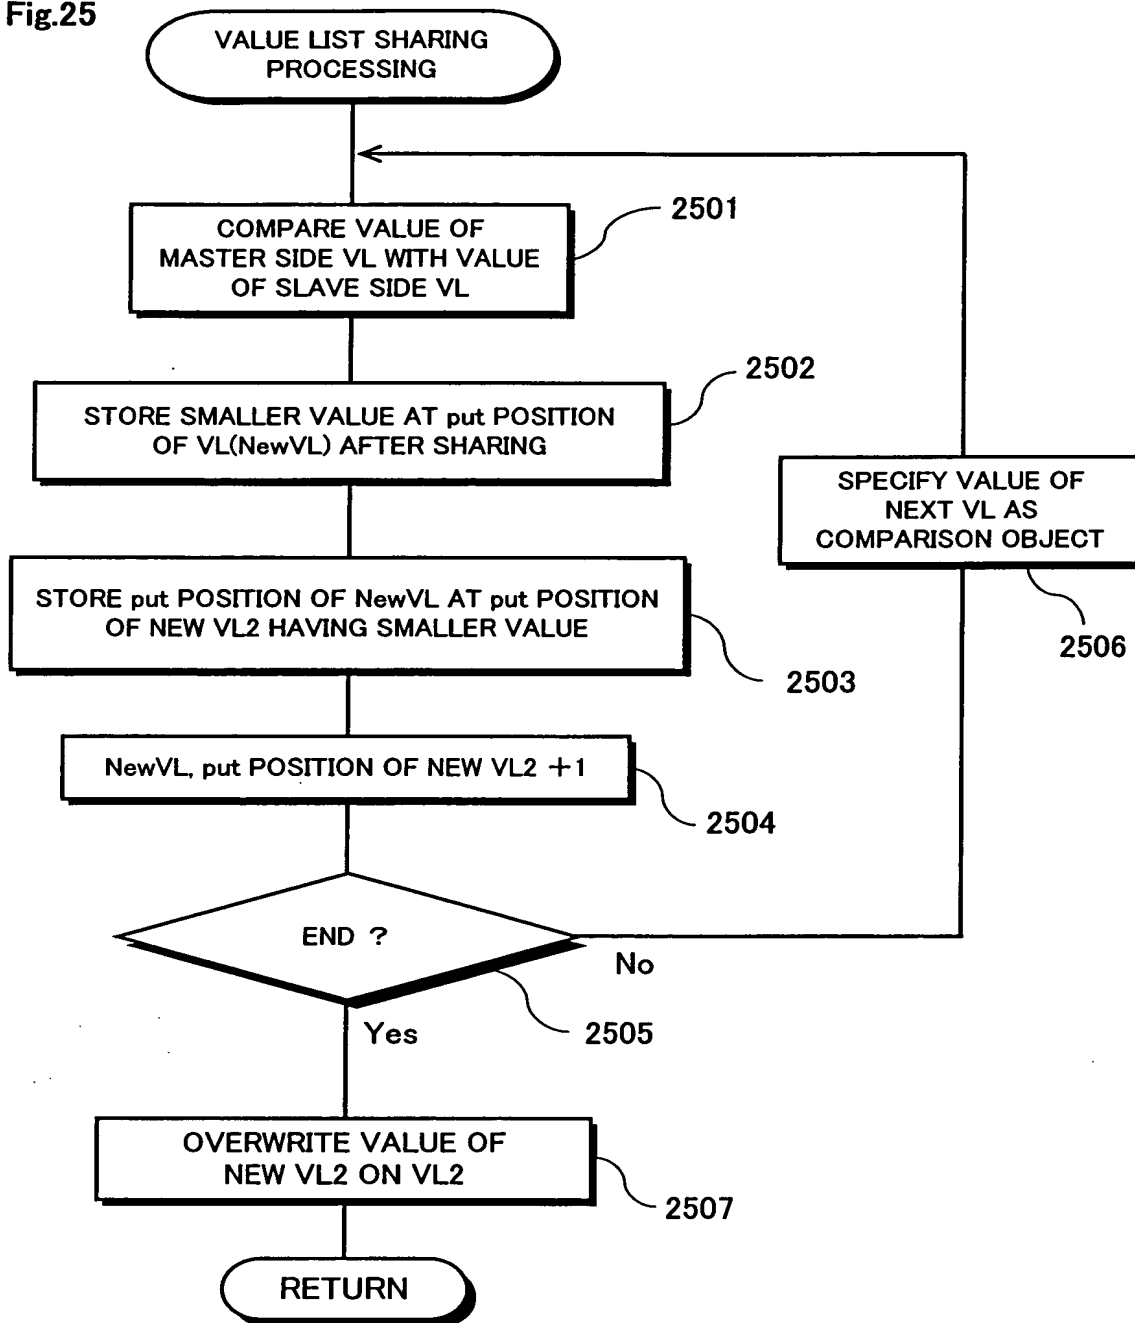 Fig.25
VALUE LIST SHARING
PROCESSING
COMPARE VALUE OF
MASTER SIDE VL WITH VALUE
OF SLAVE SIDE VL
2501
STORE SMALLER VALUE AT put POSITION
OF VL(NewVL) AFTER SHARING
2502
STORE put POSITION OF NewVL AT put POSITION
OF NEW VL2 HAVING SMALLER VALUE
2503
NewVL, put POSITION OF NEW VL2 +1
2504
END ?
No
Yes
2505
SPECIFY VALUE OF
NEXT VL AS
COMPARISON OBJECT
2506
OVERWRITE VALUE OF
NEW VL2 ON VL2
2507
RETURN